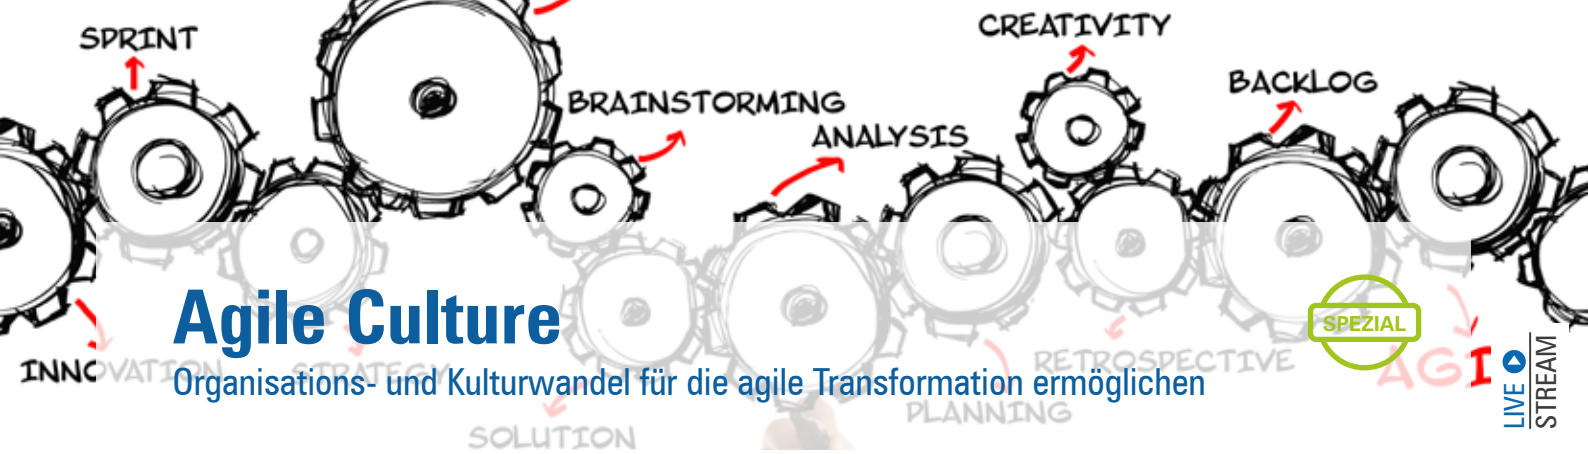 CREATIVITY
SPRINT
BACKLOG
BRAINSTORMING
ANALYSIS
Agile Culture
SPEZIAL
INNOVATION
STRATEGY
RETROSPECTIVE
AGI
Organisations- und Kulturwandel für die agile Transformation ermöglichen
PLANNING
SOLUTION
LIVE
STREAM